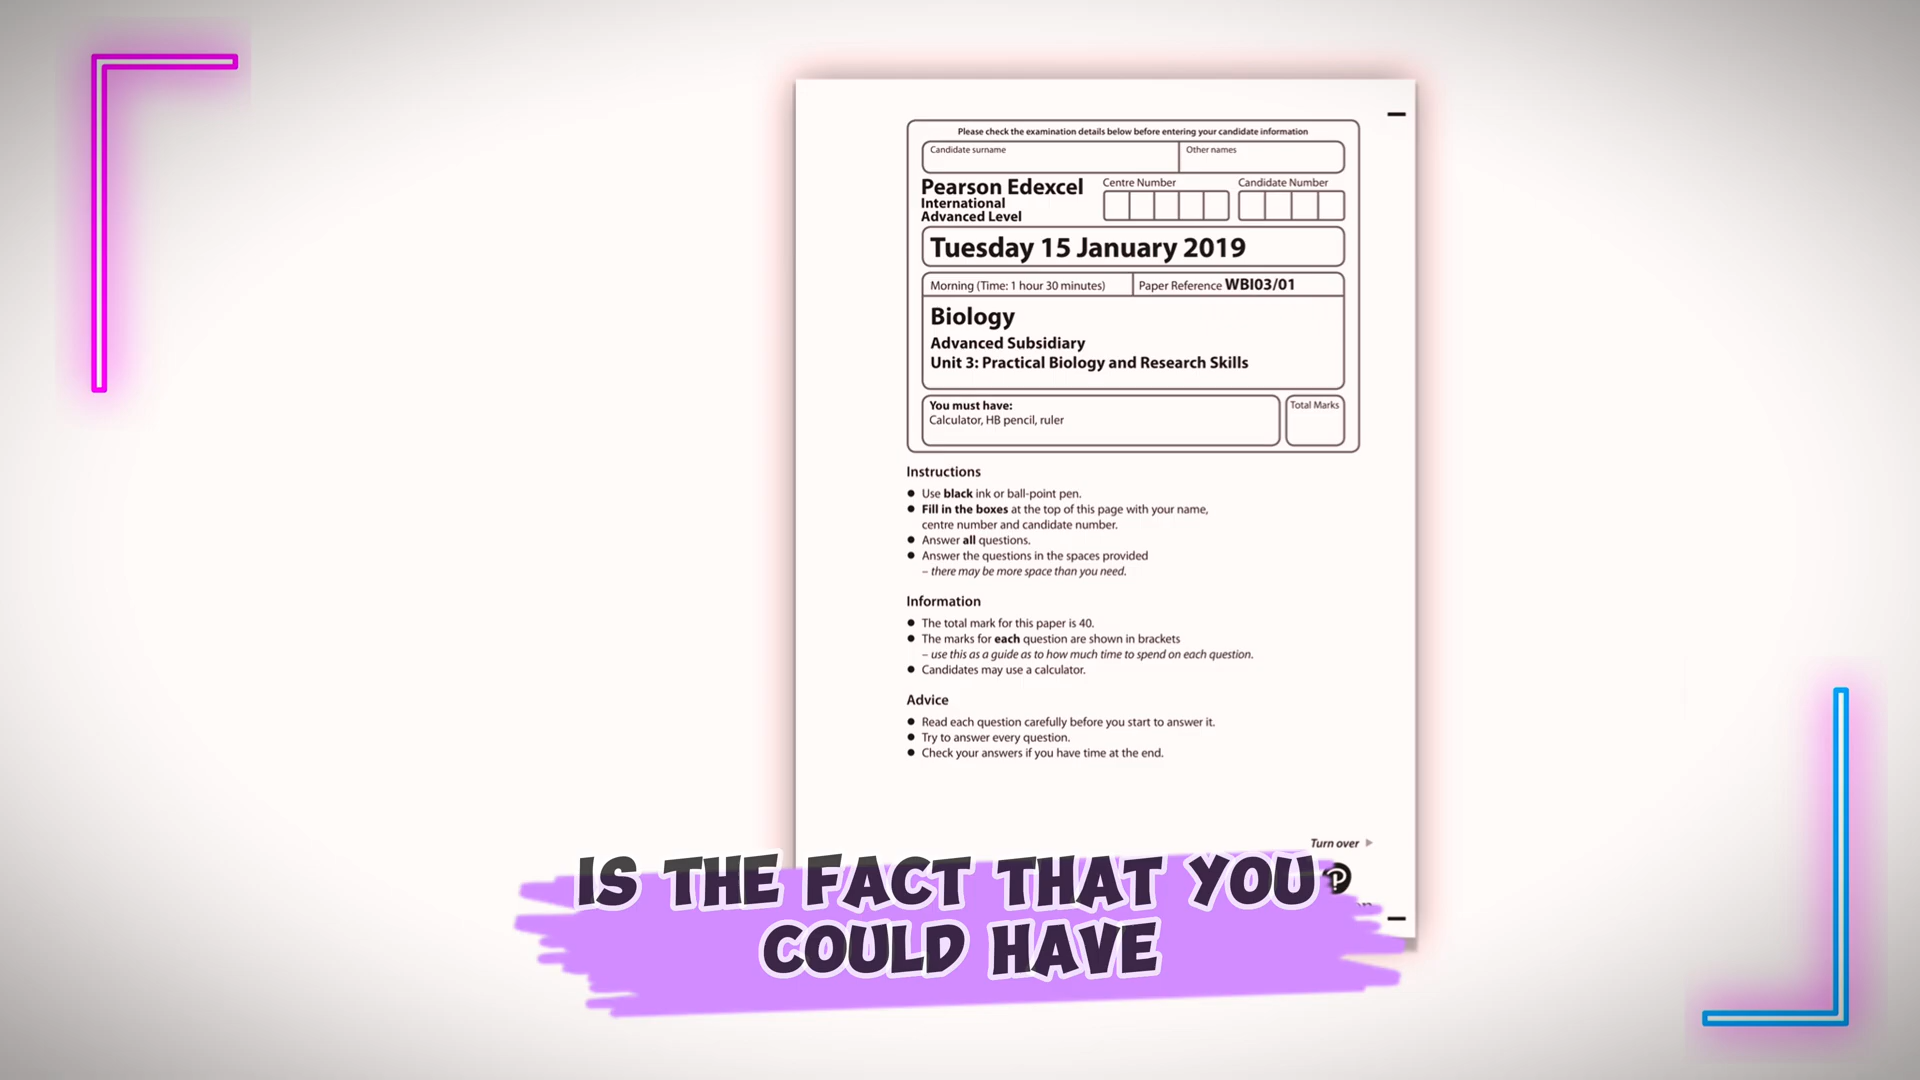 Please check the examination details below before entering your candidate information
Candidate surname
Other names
Pearson Edexcel
International
Advanced Level
Centre Number
Candidate Number
Tuesday 15 January 2019
Morning (Time: 1 hour 30 minutes)
Paper Reference WBI03/01
Biology
Advanced Subsidiary
Unit 3: Practical Biology and Research Skills
You must have:
Calculator, HB pencil, ruler
Total Marks
Instructions
● Use black ink or ball-point pen.
● Fill in the boxes at the top of this page with your name,
centre number and candidate number.
● Answer all questions.
● Answer the questions in the spaces provided
– there may be more space than you need.
Information
● The total mark for this paper is 40.
● The marks for each question are shown in brackets
– use this as a guide as to how much time to spend on each question.
● Candidates may use a calculator.
Advice
● Read each question carefully before you start to answer it.
● Try to answer every question.
● Check your answers if you have time at the end.
Turn over
IS THE FACT THAT YOU
COULD HAVE